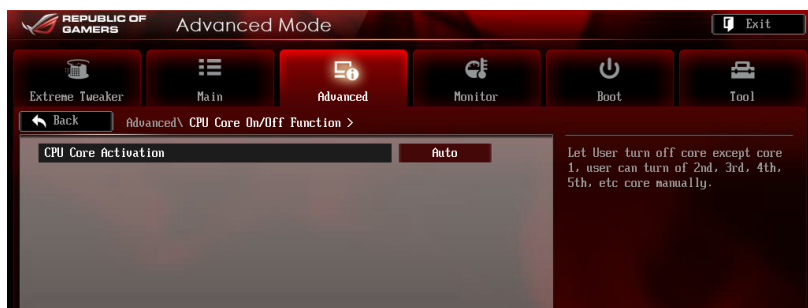 REPUBLIC OF
GAMERS
Advanced Mode
Exit
Extreme Tweaker
Main
Advanced
Monitor
Boot
Tool
Back
Advanced\ CPU Core On/Off Function >
CPU Core Activation
Auto
Let User turn off core except core
1, user can turn of 2nd, 3rd, 4th,
5th, etc core manually.